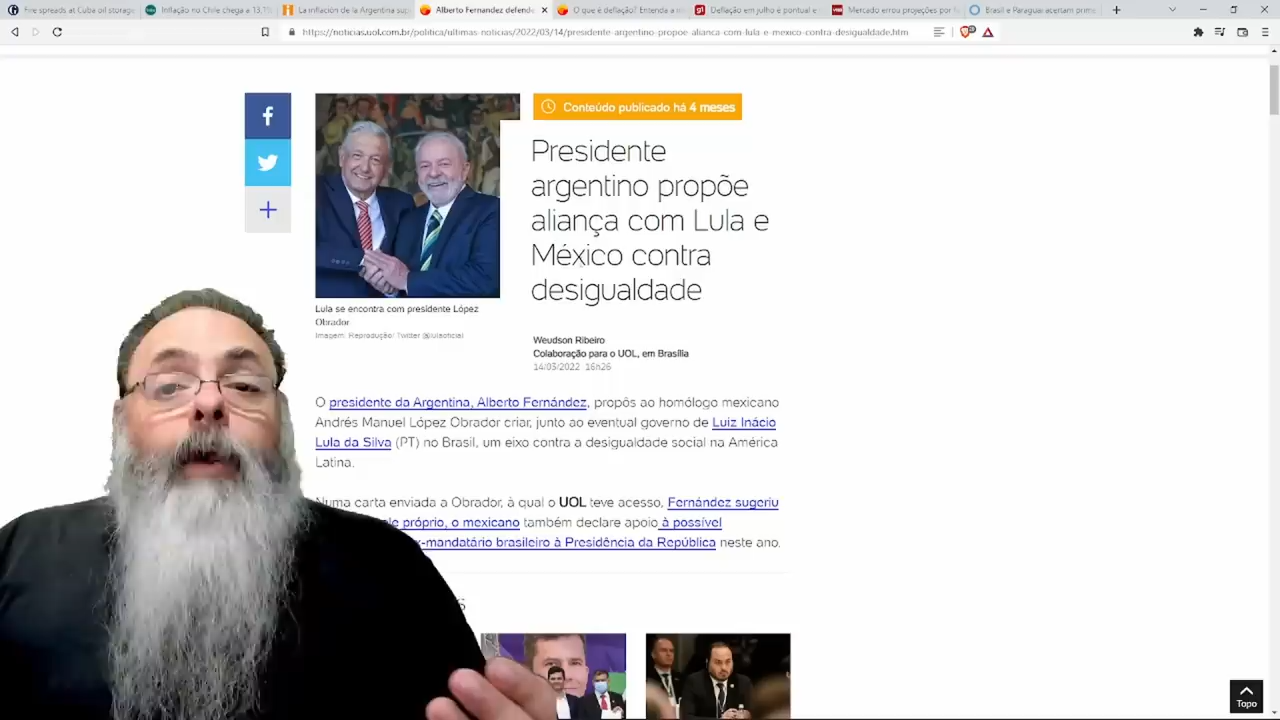 Fire spreads at Cuba oil storage
Inflação no Chile chega a 13,1%
La inflación de la Argentina sup
Alberto Fernandez defende
O que é deflação? Entenda a
Deflação em julho é pontual e
Mercado errou projeções por
Brasil e Paraguai acertam prim
https://noticias.uol.com.br/politica/ultimas-noticias/2022/03/14/presidente-argentino-propoe-alianca-com-lula-e-mexico-contra-desigualdade.htm
Conteúdo publicado há 4 meses
Presidente
argentino propõe
aliança com Lula e
México contra
desigualdade
Lula se encontra com presidente López
Obrador
Imagem: Reprodução: Twitter @lulaoficial
Weudson Ribeiro
Colaboração para o UOL, em Brasília
14/03/2022 16h26
O presidente da Argentina, Alberto Fernández, propôs ao homólogo mexicano
Andrés Manuel López Obrador criar, junto ao eventual governo de Luiz Inácio
Lula da Silva (PT) no Brasil, um eixo contra a desigualdade social na América
Latina.
Numa carta enviada a Obrador, à qual o UOL teve acesso, Fernández sugeriu
próprio, o mexicano também declare apoio à possível
x-mandatário brasileiro à Presidência da República neste ano.
Topo